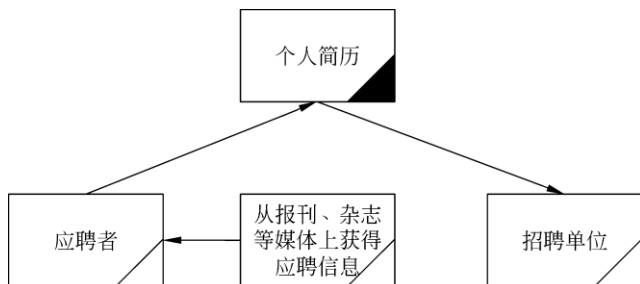 个人简历
应聘者
从报刊、杂志
等媒体上获得
应聘信息
招聘单位